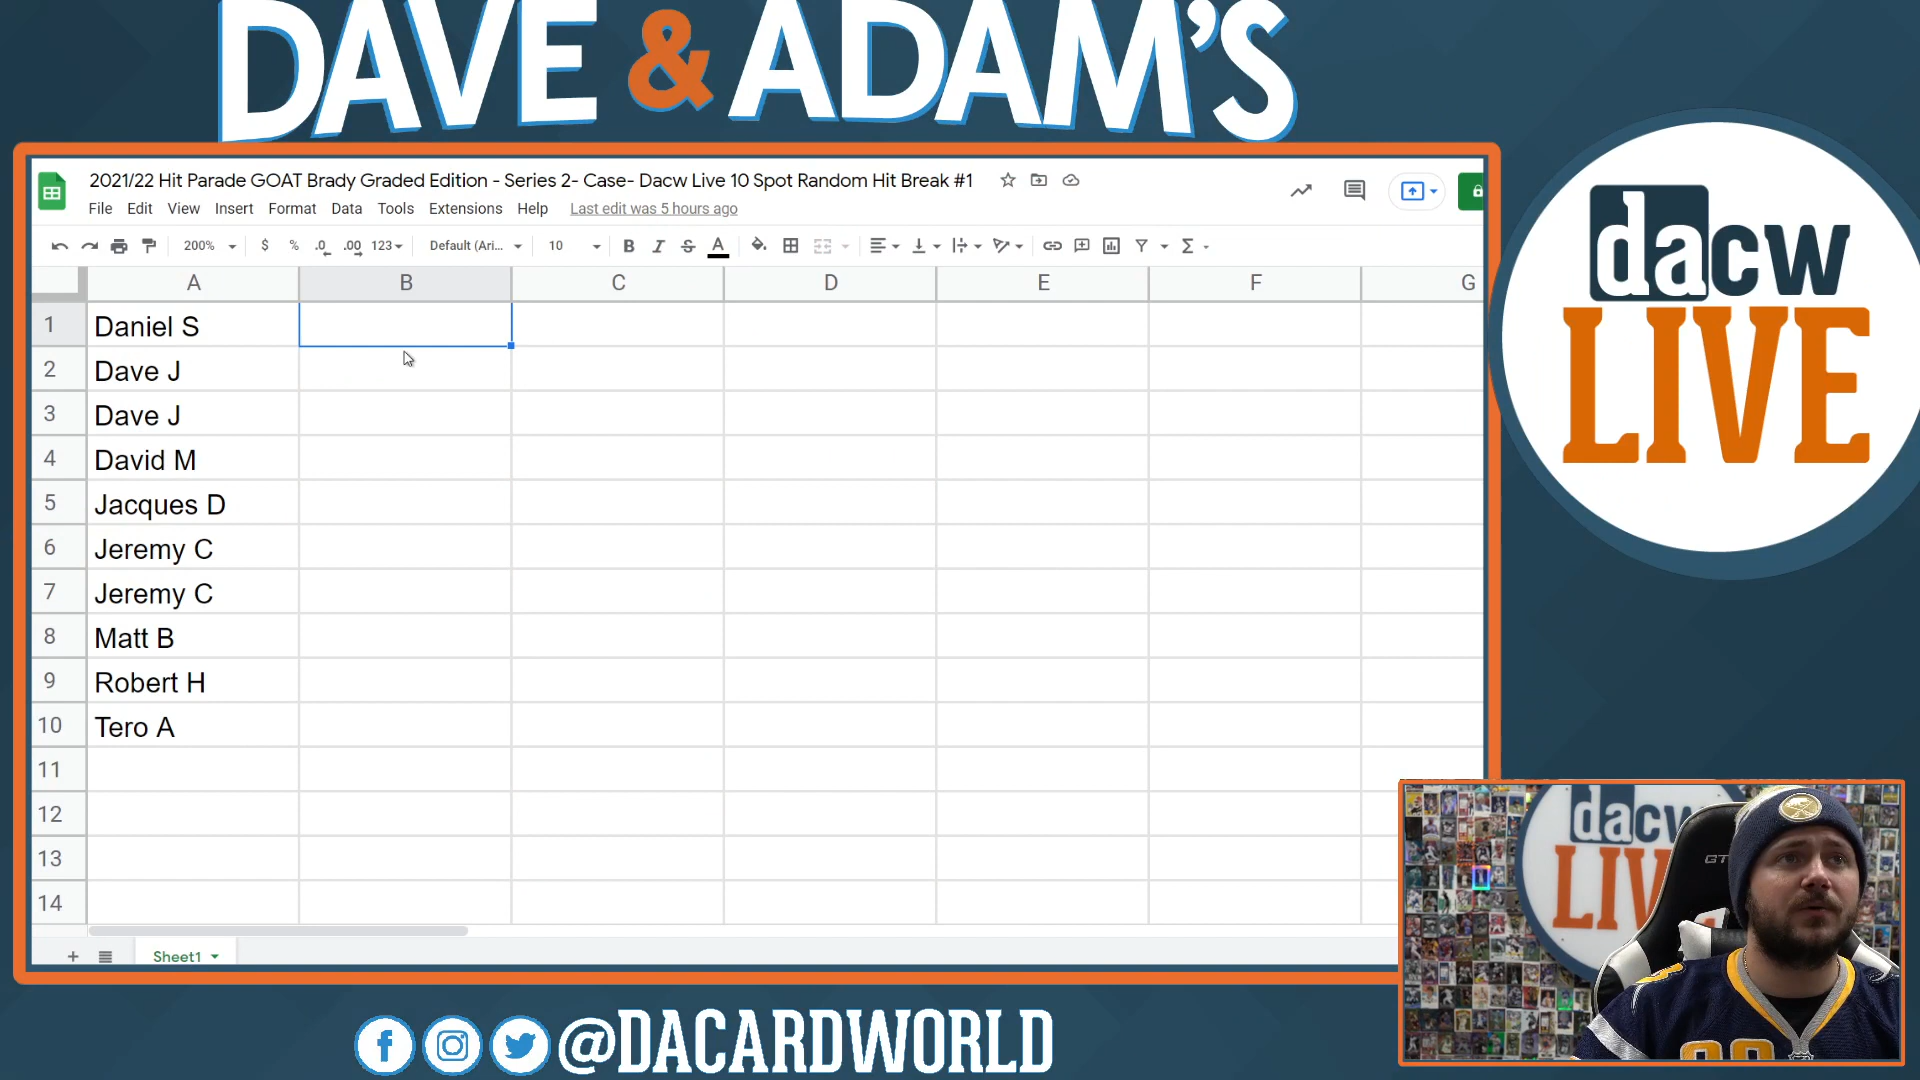 DAVE & ADAM'S
2021/22 Hit Parade GOAT Brady Graded Edition - Series 2- Case- Dacw Live 10 Spot Random Hit Break #1
File Edit View Insert Format Data Tools Extensions Help Last edit was 5 hours ago
200% $ % .0 .00 123 Default (Ari... 10 B I S A
A B C D E F G
1 Daniel S
2 Dave J
3 Dave J
4 David M
5 Jacques D
6 Jeremy C
7 Jeremy C
8 Matt B
9 Robert H
10 Tero A
11
12
13
14
Sheet1
dacw
LIVE
dacw
LIV
GT
@DACARDWORLD